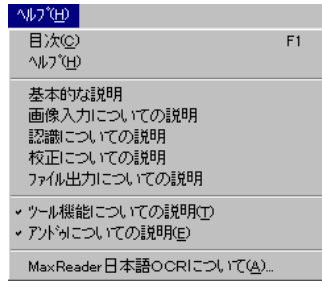 ﾍﾙﾌﾟ(H)
目次(C) F1
ﾍﾙﾌﾟ(H)
基本的な説明
画像入力についての説明
認識についての説明
校正についての説明
ﾌｧｲﾙ出力についての説明
✓ ﾂｰﾙ機能についての説明(T)
✓ ｱﾝﾄﾞｩについての説明(E)
MaxReader日本語OCRについて(A)...